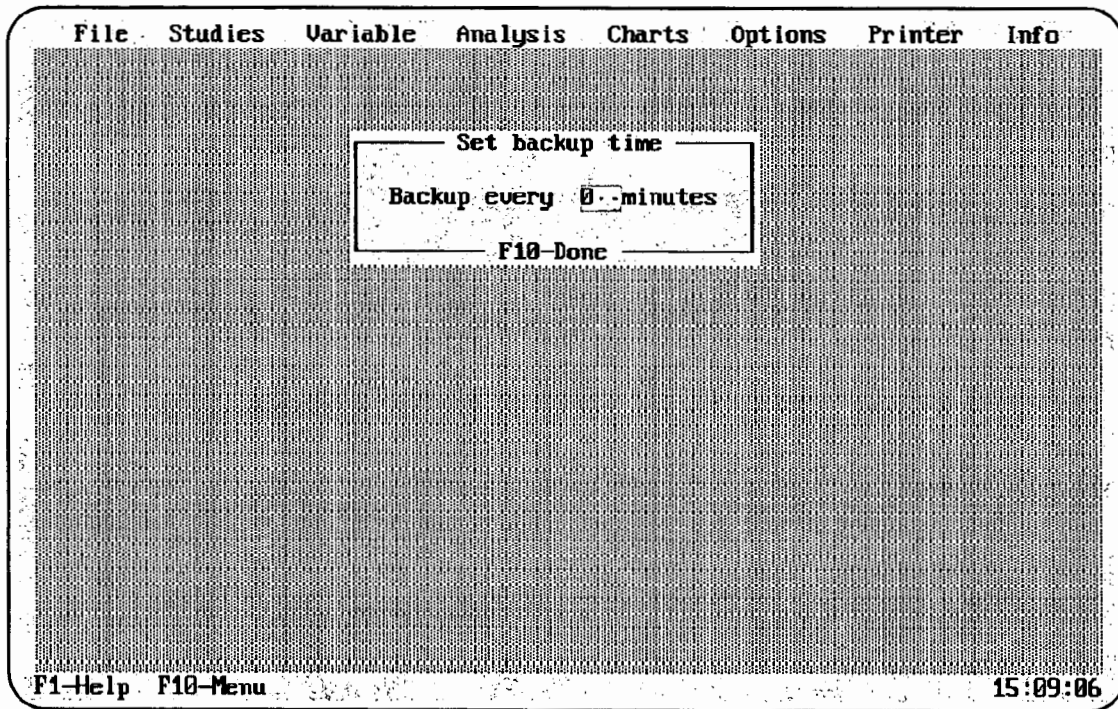 File Studies Variable Analysis Charts Options Printer Info
Set backup time
Backup every 0 minutes
F10-Done
F1-Help F10-Menu 15:09:06